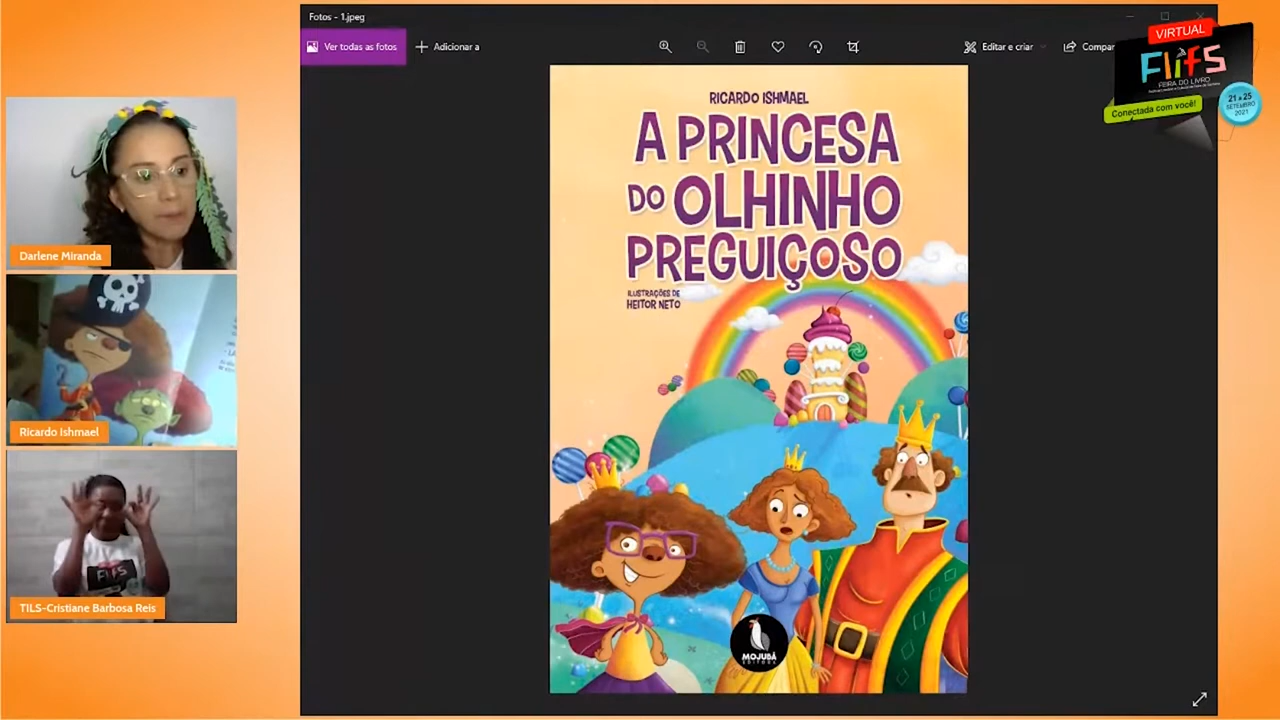 Fotos - 1.jpeg
Ver todas as fotos
Adicionar a
Editar e criar
VIRTUAL
FLIFS
FEIRA DO LIVRO
Conectada com você!
21 a 25
SETEMBRO
2021
RICARDO ISHMAEL
A PRINCESA
DO OLHINHO
PREGUIÇOSO
ILUSTRAÇÕES DE
HEITOR NETO
MOJUBÁ
EDITORA
Darlene Miranda
Ricardo Ishmael
FLIFS
TILS-Cristiane Barbosa Reis